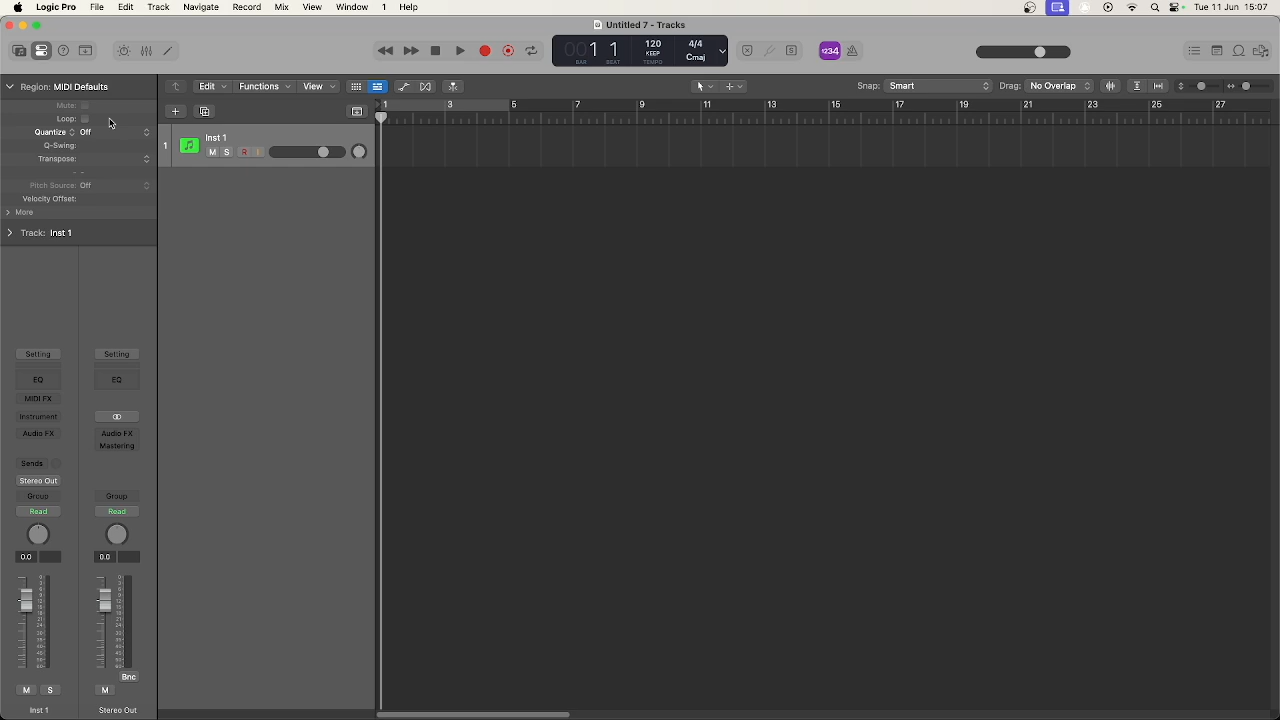 Logic Pro File Edit Track Navigate Record Mix View Window 1 Help Tue 11 Jun 15:07
Untitled 7 - Tracks
001 1 120 KEEP 4/4 Cmaj 1234
BAR BEAT TEMPO
Region: MIDI Defaults Edit Functions View Snap: Smart Drag: No Overlap
Mute:
1 3 5 7 9 11 13 15 17 19 21 23 25 27
Loop:
Quantize Off
Q-Swing:
Transpose:
Pitch Source: Off
Velocity Offset:
More
Track: Inst 1
1 Inst 1
M S R I
Setting Setting
EQ EQ
MIDI FX
Instrument
Audio FX Audio FX
Mastering
Sends
Stereo Out
Group Group
Read Read
0.0 0.0
Bnc
M S M
Inst 1 Stereo Out